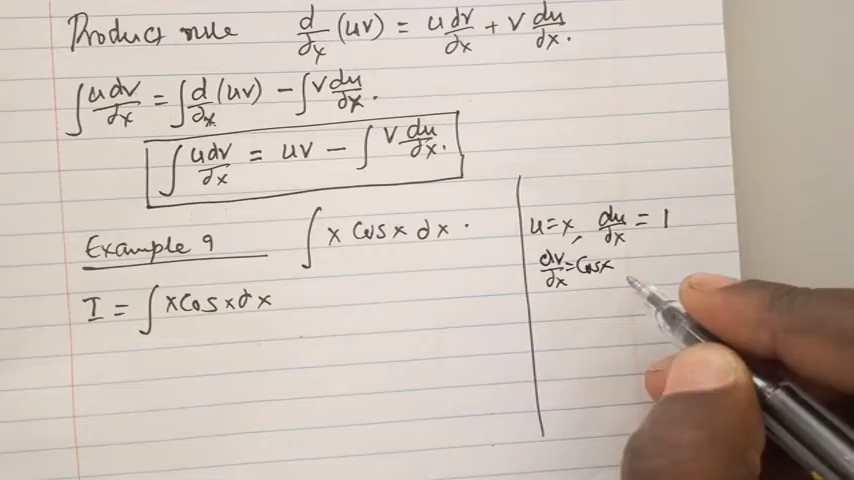 Product rule d/dx (uv) = u dv/dx + v du/dx.
∫ u dv/dx = ∫ d/dx (uv) - ∫ v du/dx.
∫ u dv/dx = uv - ∫ v du/dx.
Example 9 ∫ x cos x dx.
I = ∫ x cos x dx
u = x, du/dx = 1
dv/dx = cos x